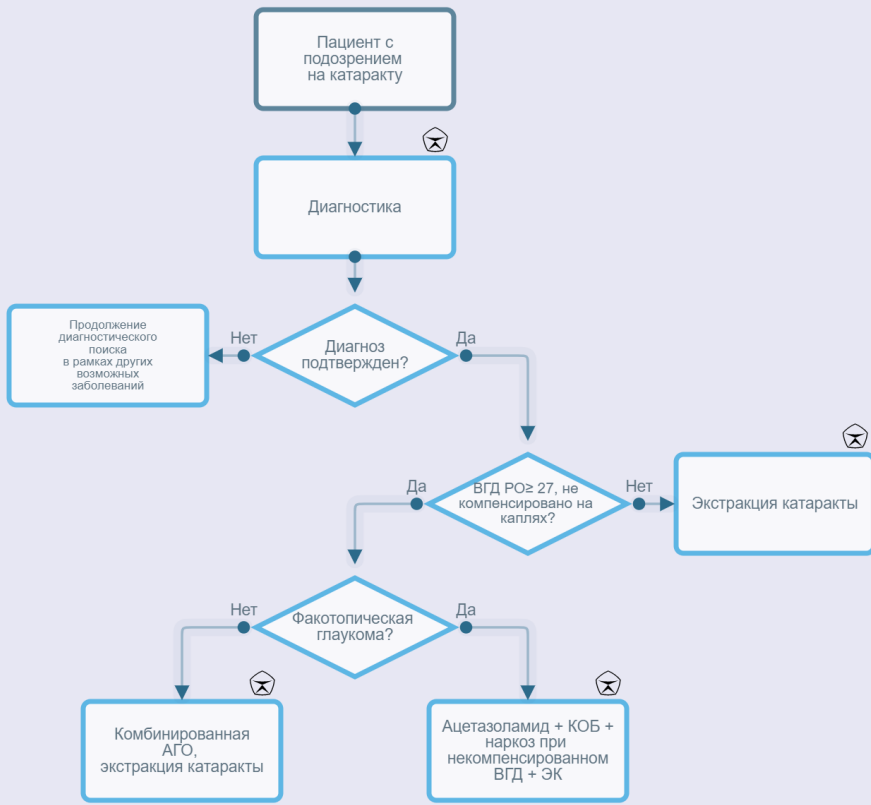 Пациент с
подозрением
на катаракту
Диагностика
Диагноз
подтвержден?
Нет
Да
Продолжение
диагностического
поиска
в рамках других
возможных
заболеваний
ВГД РО≥ 27, не
компенсировано на
каплях?
Да
Нет
Экстракция катаракты
Факотопическая
глаукома?
Нет
Да
Комбинированная
АГО,
экстракция катаракты
Ацетазоламид + КОБ +
наркоз при
некомпенсированном
ВГД + ЭК